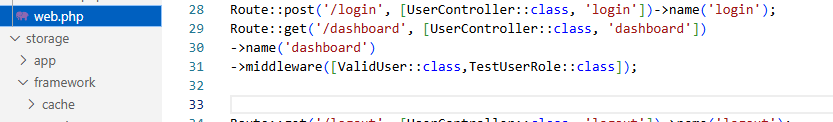 web.php
storage
app
framework
cache
28 Route::post('/login', [UserController::class, 'login'])->name('login');
29 Route::get('/dashboard', [UserController::class, 'dashboard'])
30 ->name('dashboard')
31 ->middleware([ValidUser::class,TestUserRole::class]);
32
33
34 Route::get('/logout', [UserController::class, 'logout'])->name('logout');